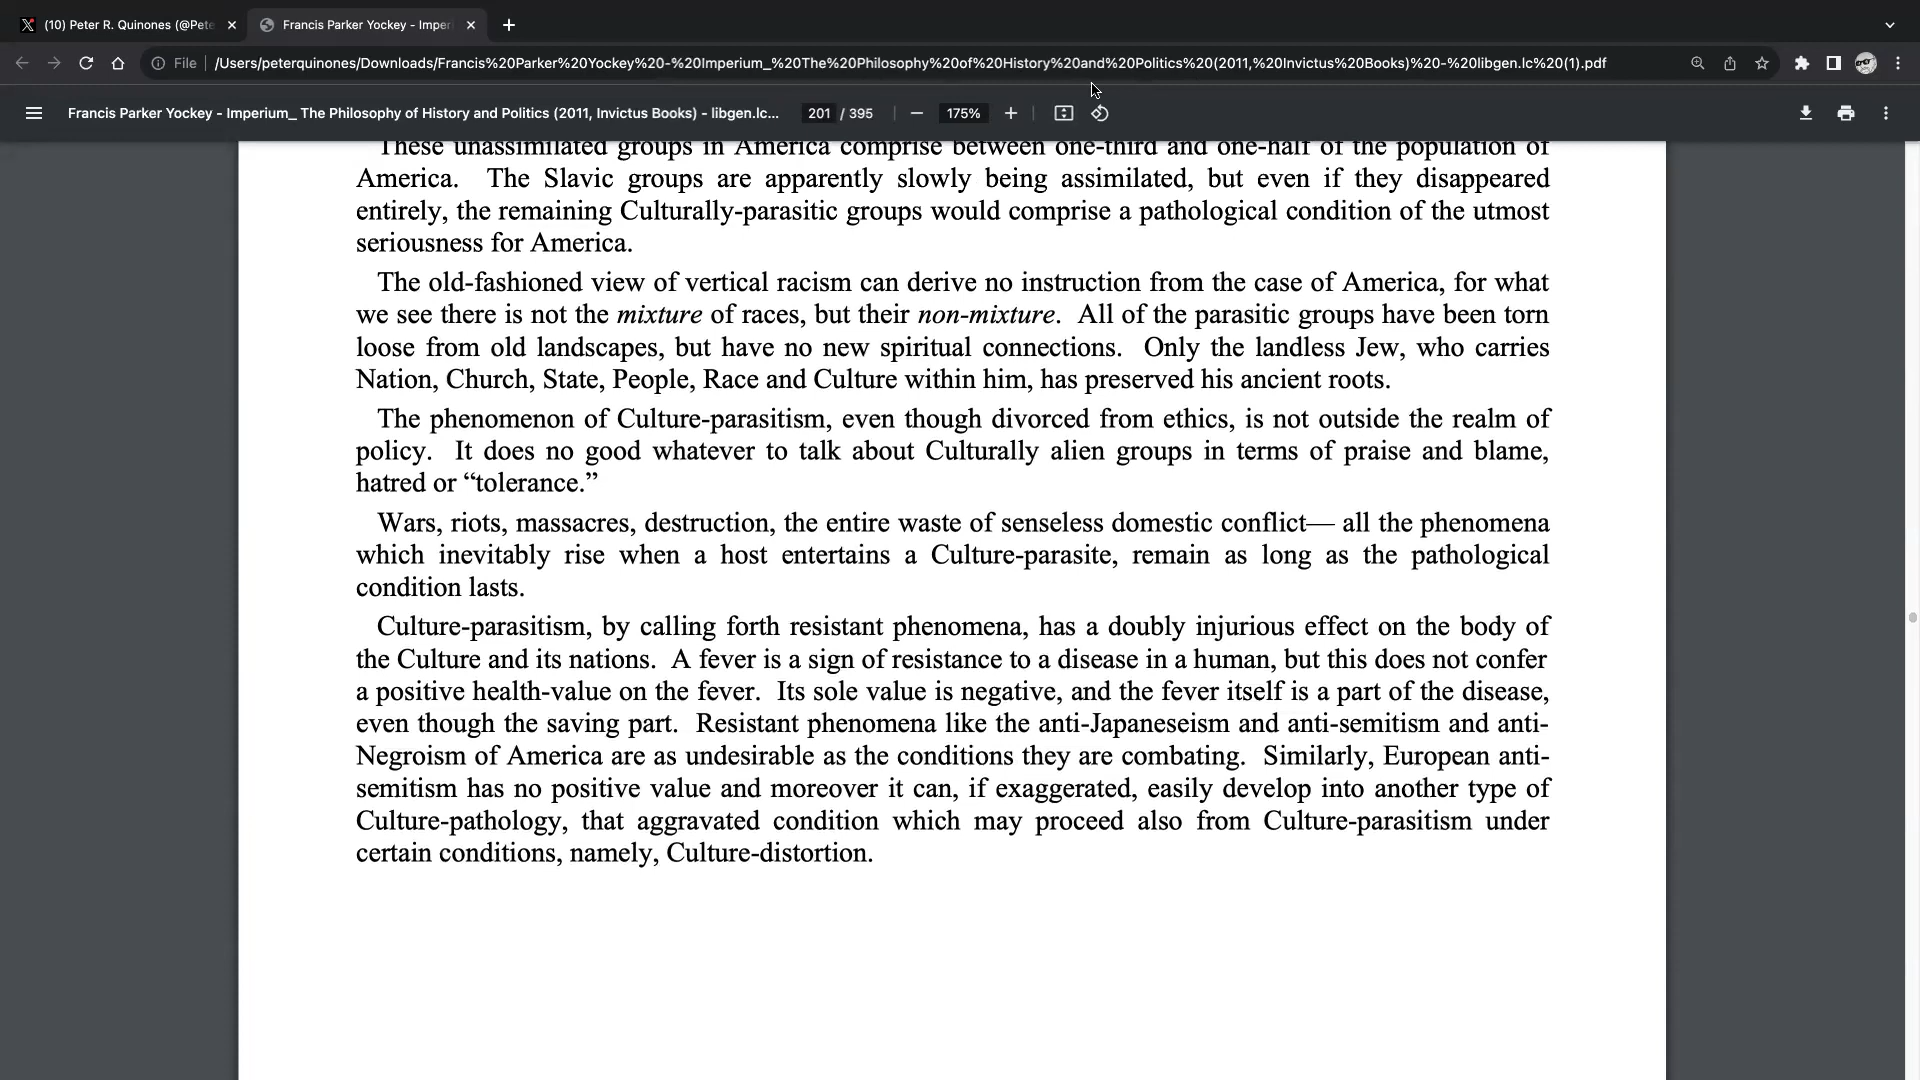 (10) Peter R. Quinones (@Pete
Francis Parker Yockey - Imper
File
/Users/peterquinones/Downloads/Francis%20Parker%20Yockey%20-%20Imperium_%20The%20Philosophy%20of%20History%20and%20Politics%20(2011,%20Invictus%20Books)%20-%20libgen.lc%20(1).pdf
Francis Parker Yockey - Imperium_ The Philosophy of History and Politics (2011, Invictus Books) - libgen.lc...
201 / 395
175%
These unassimilated groups in America comprise between one-third and one-half of the population of
America. The Slavic groups are apparently slowly being assimilated, but even if they disappeared
entirely, the remaining Culturally-parasitic groups would comprise a pathological condition of the utmost
seriousness for America.
The old-fashioned view of vertical racism can derive no instruction from the case of America, for what
we see there is not the mixture of races, but their non-mixture. All of the parasitic groups have been torn
loose from old landscapes, but have no new spiritual connections. Only the landless Jew, who carries
Nation, Church, State, People, Race and Culture within him, has preserved his ancient roots.
The phenomenon of Culture-parasitism, even though divorced from ethics, is not outside the realm of
policy. It does no good whatever to talk about Culturally alien groups in terms of praise and blame,
hatred or “tolerance.”
Wars, riots, massacres, destruction, the entire waste of senseless domestic conflict— all the phenomena
which inevitably rise when a host entertains a Culture-parasite, remain as long as the pathological
condition lasts.
Culture-parasitism, by calling forth resistant phenomena, has a doubly injurious effect on the body of
the Culture and its nations. A fever is a sign of resistance to a disease in a human, but this does not confer
a positive health-value on the fever. Its sole value is negative, and the fever itself is a part of the disease,
even though the saving part. Resistant phenomena like the anti-Japaneseism and anti-semitism and anti-
Negroism of America are as undesirable as the conditions they are combating. Similarly, European anti-
semitism has no positive value and moreover it can, if exaggerated, easily develop into another type of
Culture-pathology, that aggravated condition which may proceed also from Culture-parasitism under
certain conditions, namely, Culture-distortion.